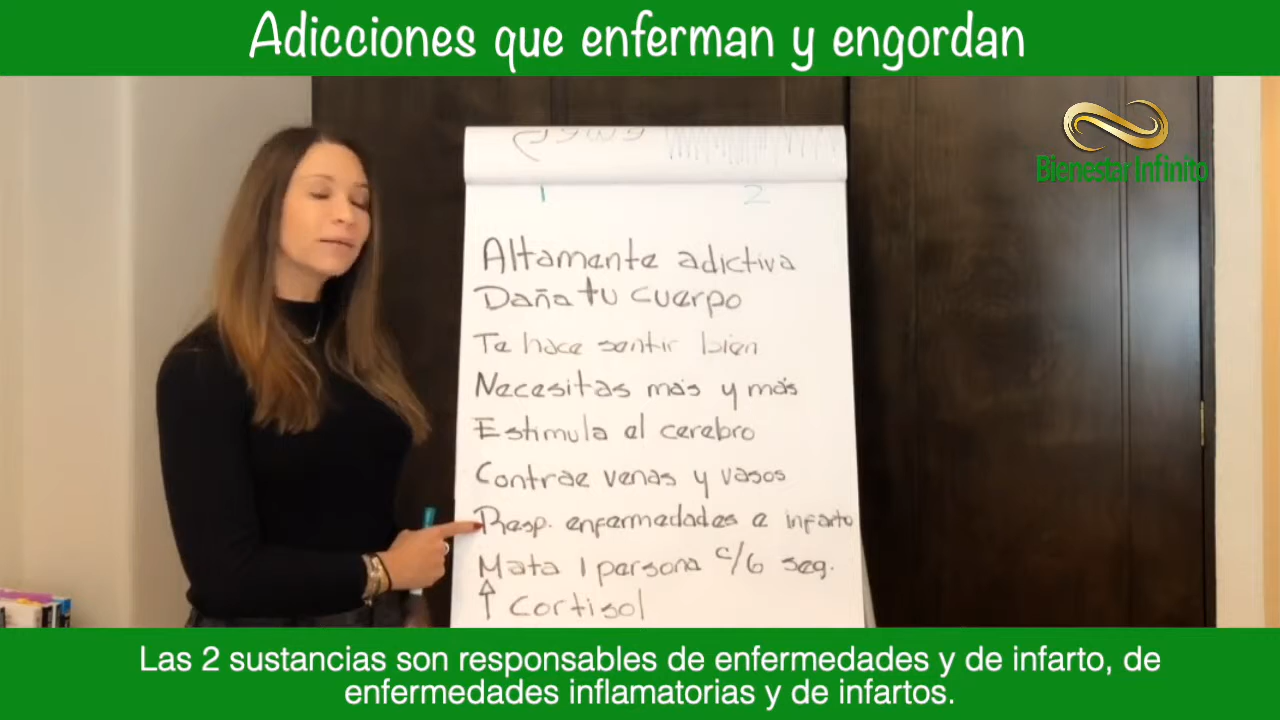 Adicciones que enferman y engordan
Bienestar Infinito
1 2
Altamente adictiva
Daña tu cuerpo
Te hace sentir bien
Necesitas más y más
Estimula el cerebro
Contrae venas y vasos
Resp. enfermedades e infarto
Mata 1 persona c/6 seg.
↑ Cortisol
Las 2 sustancias son responsables de enfermedades y de infarto, de
enfermedades inflamatorias y de infartos.